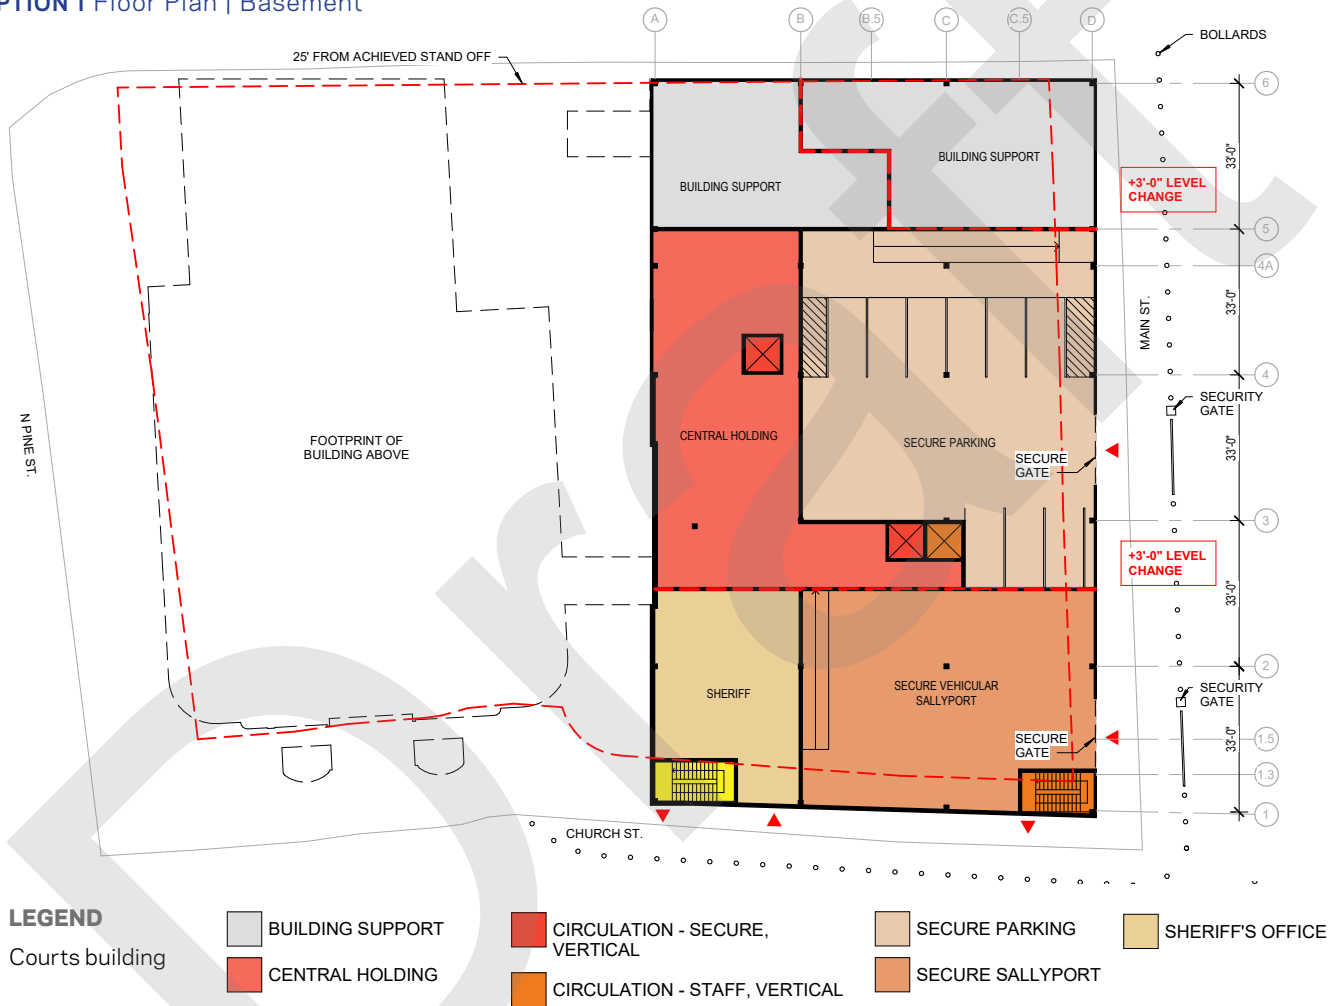 PTION 1 Floor Plan | Basement
A
B
B.5
C
C.5
D
BOLLARDS
25' FROM ACHIEVED STAND OFF
6
33'-0"
BUILDING SUPPORT
BUILDING SUPPORT
+3'-0" LEVEL
CHANGE
5
4A
33'-0"
MAIN ST.
4
SECURITY
GATE
N PINE ST.
FOOTPRINT OF
BUILDING ABOVE
CENTRAL HOLDING
SECURE PARKING
SECURE
GATE
33'-0"
3
+3'-0" LEVEL
CHANGE
33'-0"
2
SHERIFF
SECURE VEHICULAR
SALLYPORT
SECURITY
GATE
SECURE
GATE
33'-0"
1.5
1.3
1
CHURCH ST.
Draft
LEGEND
Courts building
BUILDING SUPPORT
CENTRAL HOLDING
CIRCULATION - SECURE,
VERTICAL
CIRCULATION - STAFF, VERTICAL
SECURE PARKING
SECURE SALLYPORT
SHERIFF'S OFFICE